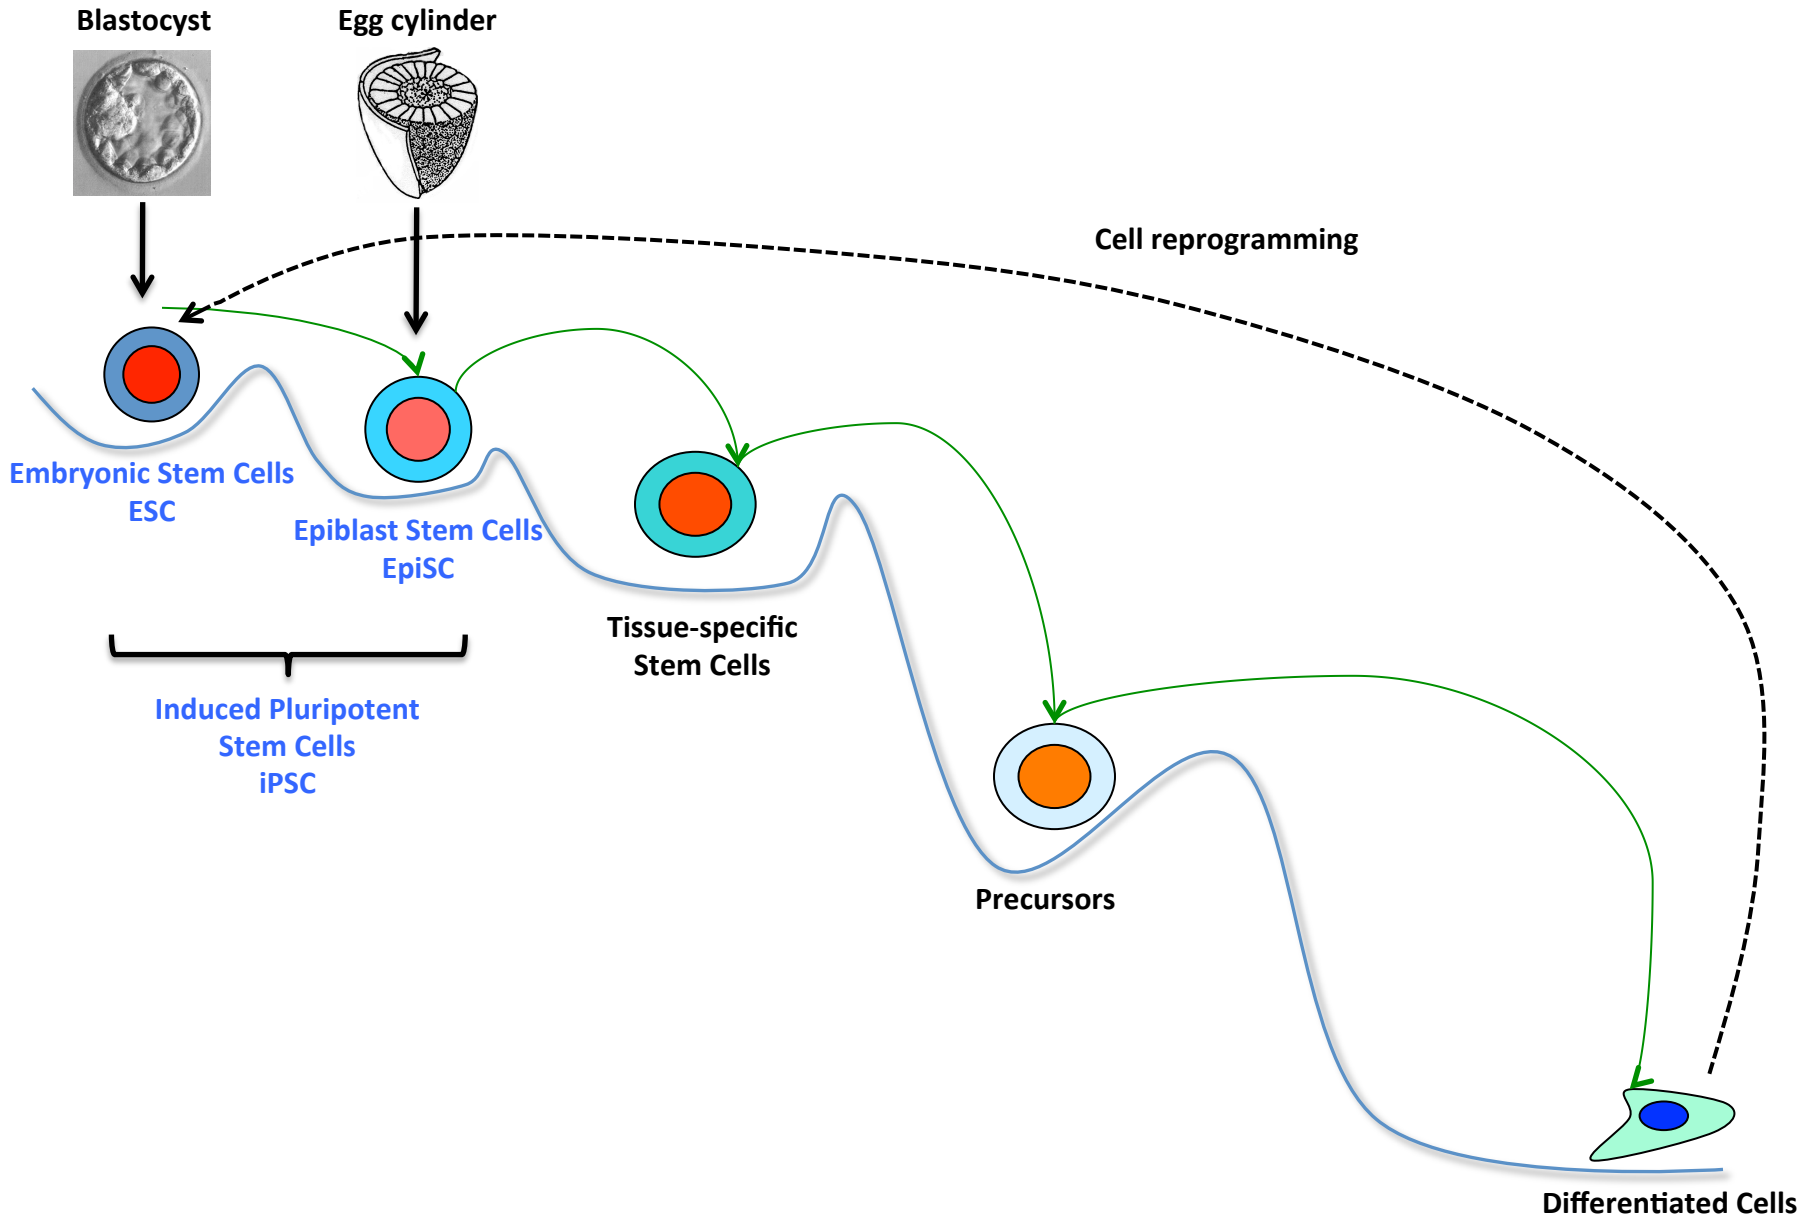 Blastocyst
Egg cylinder
Cell reprogramming
Embryonic Stem Cells
ESC
Epiblast Stem Cells
EpiSC
Tissue-specific
Stem Cells
Induced Pluripotent
Stem Cells
iPSC
Precursors
Differentiated Cells